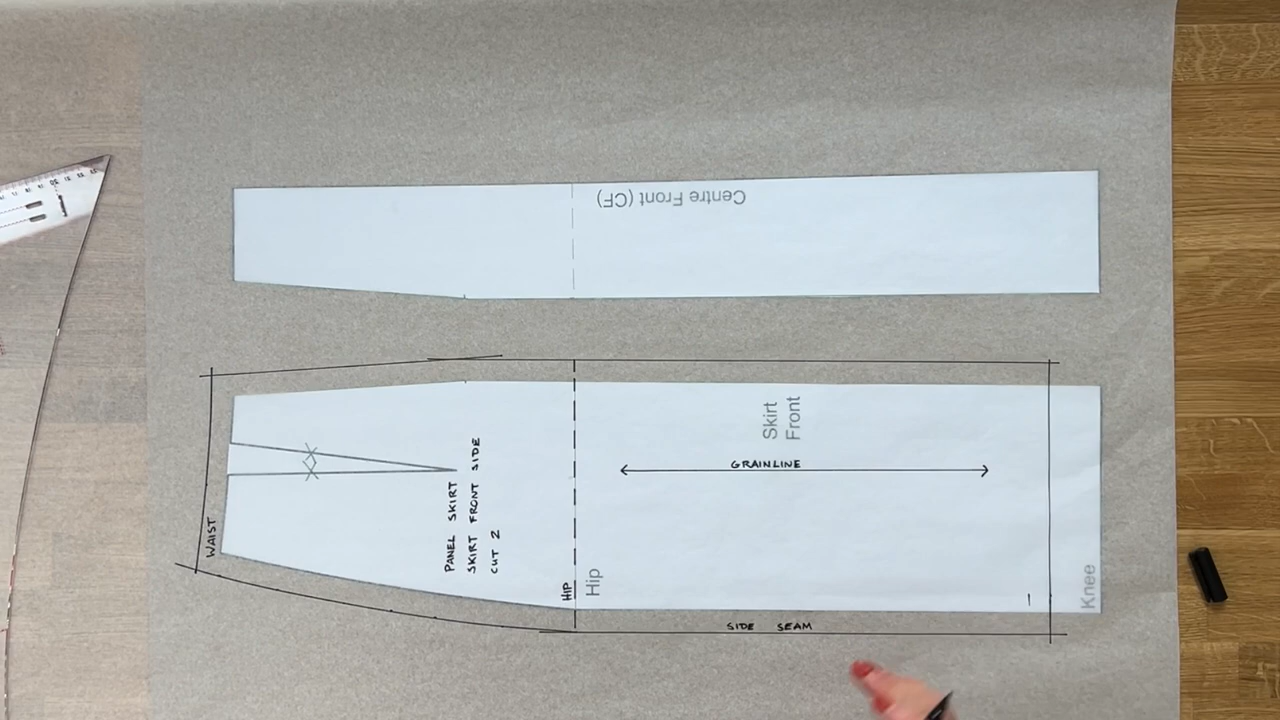 Centre Front (CF)
Skirt
Front
GRAINLINE
PANEL SKIRT
SKIRT FRONT SIDE
CUT 2
WAIST
HIP
Hip
Knee
SIDE SEAM